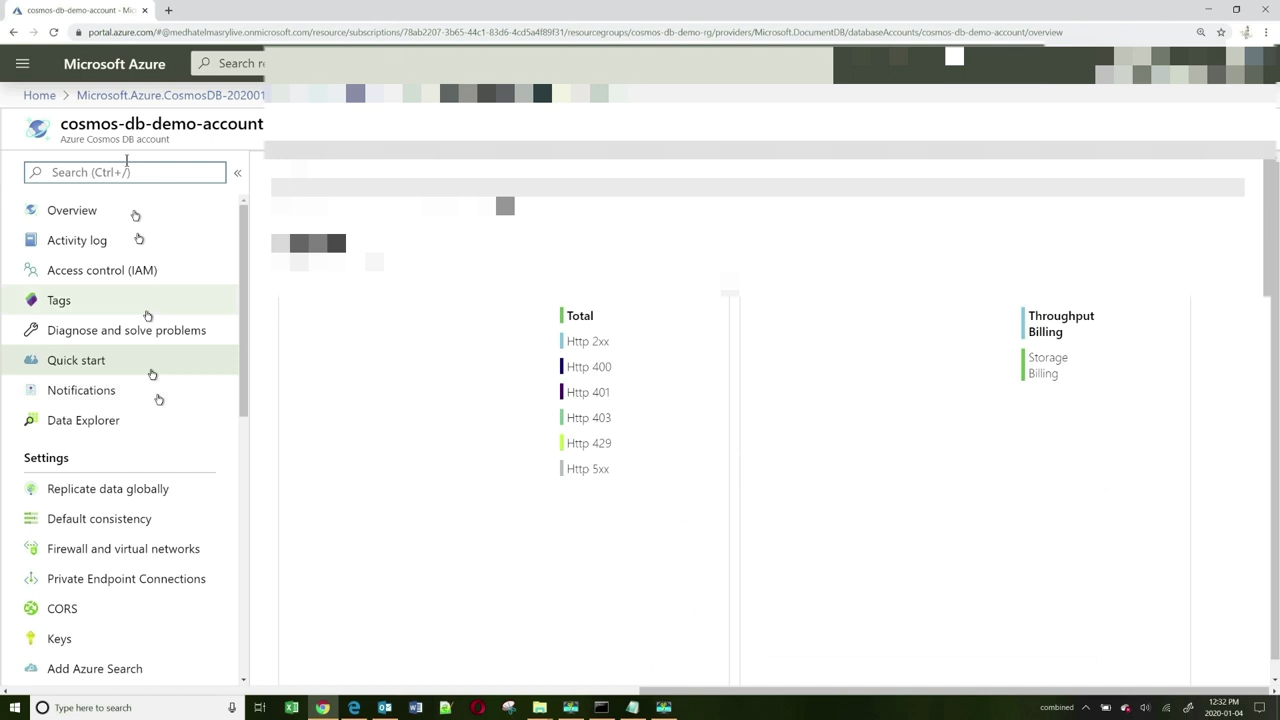 cosmos-db-demo-account - Mic
portal.azure.com/#@medhatelmasrylive.onmicrosoft.com/resource/subscriptions/78ab2207-3b65-44c1-83d6-4cd5a4f89f31/resourcegroups/cosmos-db-demo-rg/providers/Microsoft.DocumentDB/databaseAccounts/cosmos-db-demo-account/overview
Microsoft Azure
Search r
Home > Microsoft.Azure.CosmosDB-202001
cosmos-db-demo-account
Azure Cosmos DB account
Search (Ctrl+/)
Overview
Activity log
Access control (IAM)
Tags
Diagnose and solve problems
Quick start
Notifications
Data Explorer
Settings
Replicate data globally
Default consistency
Firewall and virtual networks
Private Endpoint Connections
CORS
Keys
Add Azure Search
Total
Http 2xx
Http 400
Http 401
Http 403
Http 429
Http 5xx
Throughput
Billing
Storage
Billing
Type here to search
combined
12:32 PM
2020-01-04